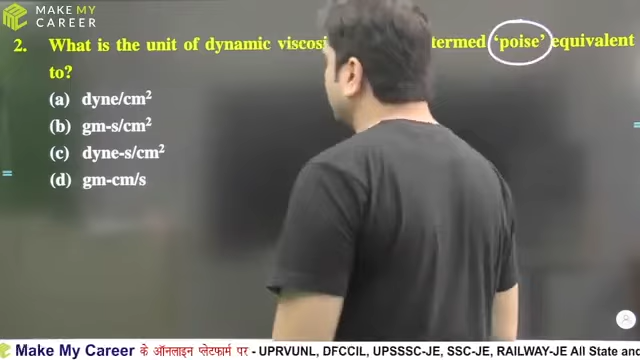 MAKE MY
CAREER
2. What is the unit of dynamic termed 'poise' equivalent
to?
(a) dyne/cm²
(b) gm-s/cm²
(c) dyne-s/cm²
(d) gm-cm/s
Make My Career के ऑनलाइन प्लेटफार्म पर - UPRVUNL, DFCCIL, UPSSSC-JE, SSC-JE, RAILWAY-JE All State and